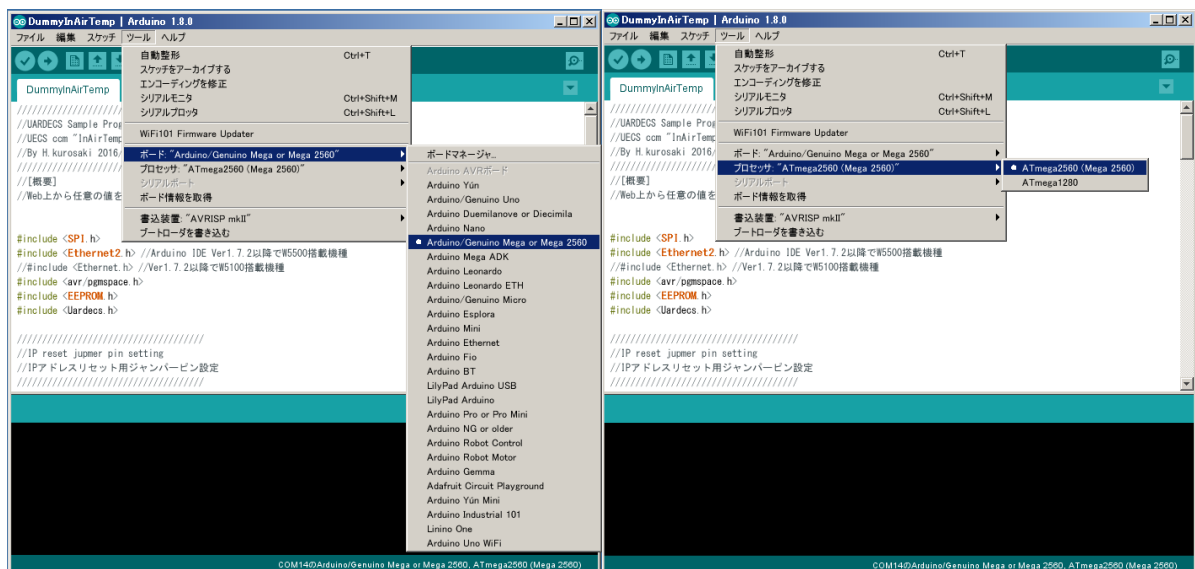 DummyInAirTemp | Arduino 1.8.0
ファイル 編集 スケッチ ツール ヘルプ
自動整形 Ctrl+T
スケッチをアーカイブする
エンコーディングを修正
シリアルモニタ Ctrl+Shift+M
シリアルプロッタ Ctrl+Shift+L
WiFi101 Firmware Updater
ボード: "Arduino/Genuino Mega or Mega 2560"
プロセッサ: "ATmega2560 (Mega 2560)"
シリアルポート
ボード情報を取得
書込装置: "AVRISP mkII"
ブートローダを書き込む
ボードマネージャ...
Arduino AVRボード
Arduino Yún
Arduino/Genuino Uno
Arduino Duemilanove or Diecimila
Arduino Nano
Arduino/Genuino Mega or Mega 2560
Arduino Mega ADK
Arduino Leonardo
Arduino Leonardo ETH
Arduino/Genuino Micro
Arduino Esplora
Arduino Mini
Arduino Ethernet
Arduino Fio
Arduino BT
LilyPad Arduino USB
LilyPad Arduino
Arduino Pro or Pro Mini
Arduino NG or older
Arduino Robot Control
Arduino Robot Motor
Arduino Gemma
Adafruit Circuit Playground
Arduino Yún Mini
Arduino Industrial 101
Linino One
Arduino Uno WiFi
DummyInAirTemp
//////////////////
//UARDECS Sample Prog
//UECS ccm "InAirTemp
//By H.kurosaki 2016/
//////////////////
//[概要]
//Web上から任意の値を
#include <SPI.h>
#include <Ethernet2.h> //Arduino IDE Ver1.7.2以降でW5500搭載機種
//#include <Ethernet.h> //Ver1.7.2以降でW5100搭載機種
#include <avr/pgmspace.h>
#include <EEPROM.h>
#include <Uardecs.h>
////////////////////////////////////
//IP reset jupmer pin setting
//IPアドレスリセット用ジャンパーピン設定
////////////////////////////////////
COM14のArduino/Genuino Mega or Mega 2560, ATmega2560 (Mega 2560)
DummyInAirTemp | Arduino 1.8.0
ファイル 編集 スケッチ ツール ヘルプ
自動整形 Ctrl+T
スケッチをアーカイブする
エンコーディングを修正
シリアルモニタ Ctrl+Shift+M
シリアルプロッタ Ctrl+Shift+L
WiFi101 Firmware Updater
ボード: "Arduino/Genuino Mega or Mega 2560"
プロセッサ: "ATmega2560 (Mega 2560)"
シリアルポート
ボード情報を取得
書込装置: "AVRISP mkII"
ブートローダを書き込む
ATmega2560 (Mega 2560)
ATmega1280
DummyInAirTemp
//////////////////
//UARDECS Sample Prog
//UECS ccm "InAirTemp
//By H.kurosaki 2016/
//////////////////
//[概要]
//Web上から任意の値を
#include <SPI.h>
#include <Ethernet2.h> //Arduino IDE Ver1.7.2以降でW5500搭載機種
//#include <Ethernet.h> //Ver1.7.2以降でW5100搭載機種
#include <avr/pgmspace.h>
#include <EEPROM.h>
#include <Uardecs.h>
////////////////////////////////////
//IP reset jupmer pin setting
//IPアドレスリセット用ジャンパーピン設定
////////////////////////////////////
COM14のArduino/Genuino Mega or Mega 2560, ATmega2560 (Mega 2560)